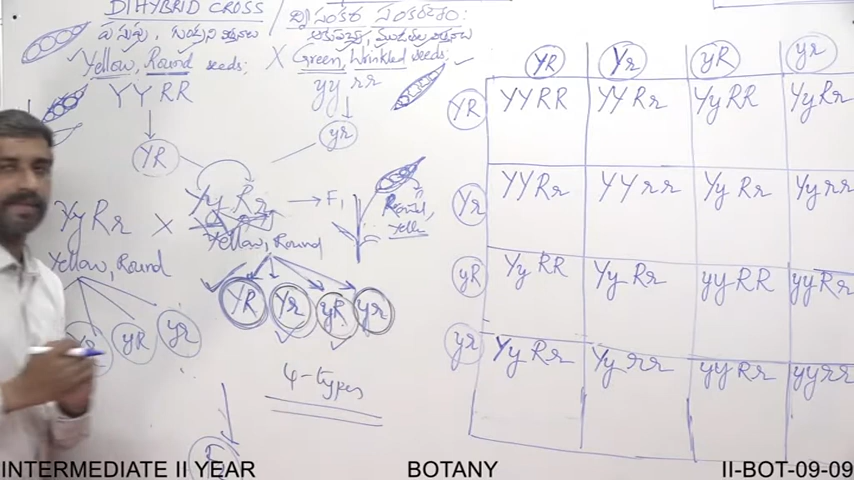 DIHYBRID CROSS / ద్వి సంకర సంకరణం:
Yellow, Round seeds; X Green, Wrinkled seeds;
YYRR yyrr
YR yr
YyRr → F1
Round, Yello
YyRr X Yellow, Round
Yellow, Round
YR Yr yR yr
Yr yR yr
4-types
F
YR Yr yR yr
YR YYRR YYRr YyRR YyRr
Yr YYRr YYrr YyRr Yyrr
yR YyRR YyRr yyRR yyRr
yr YyRr Yyrr yyRr yyrr
INTERMEDIATE II YEAR BOTANY II-BOT-09-09